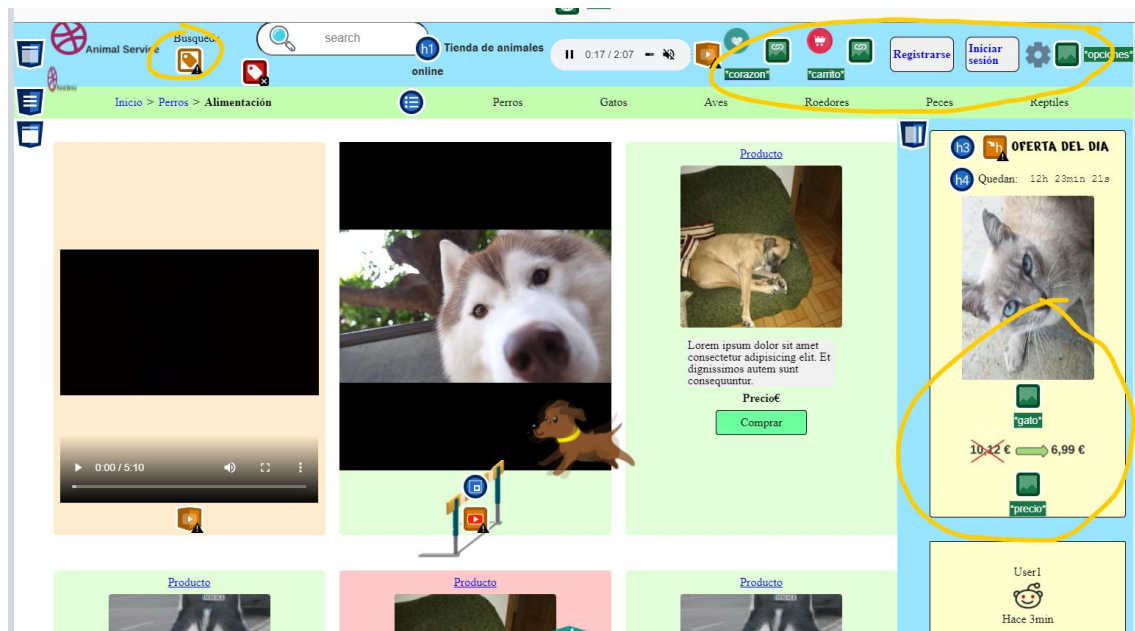 Busqueda
Animal Service
search
h1 Tienda de animales online
0:17 / 2:07
*corazon*
*carrito*
Registrarse
Iniciar sesión
*opciones*
Inicio > Perros > Alimentación
Perros
Gatos
Aves
Roedores
Peces
Reptiles
0:00 / 5:10
Producto
Lorem ipsum dolor sit amet
consectetur adipisicing elit. Et
dignissimos autem sunt
consequuntur.
Precio€
Comprar
h3 h OFERTA DEL DIA
h4 Quedan: 12h 23min 21s
*gato*
10,12 € 6,99 €
*precio*
Producto
Producto
Producto
User1
Hace 3min